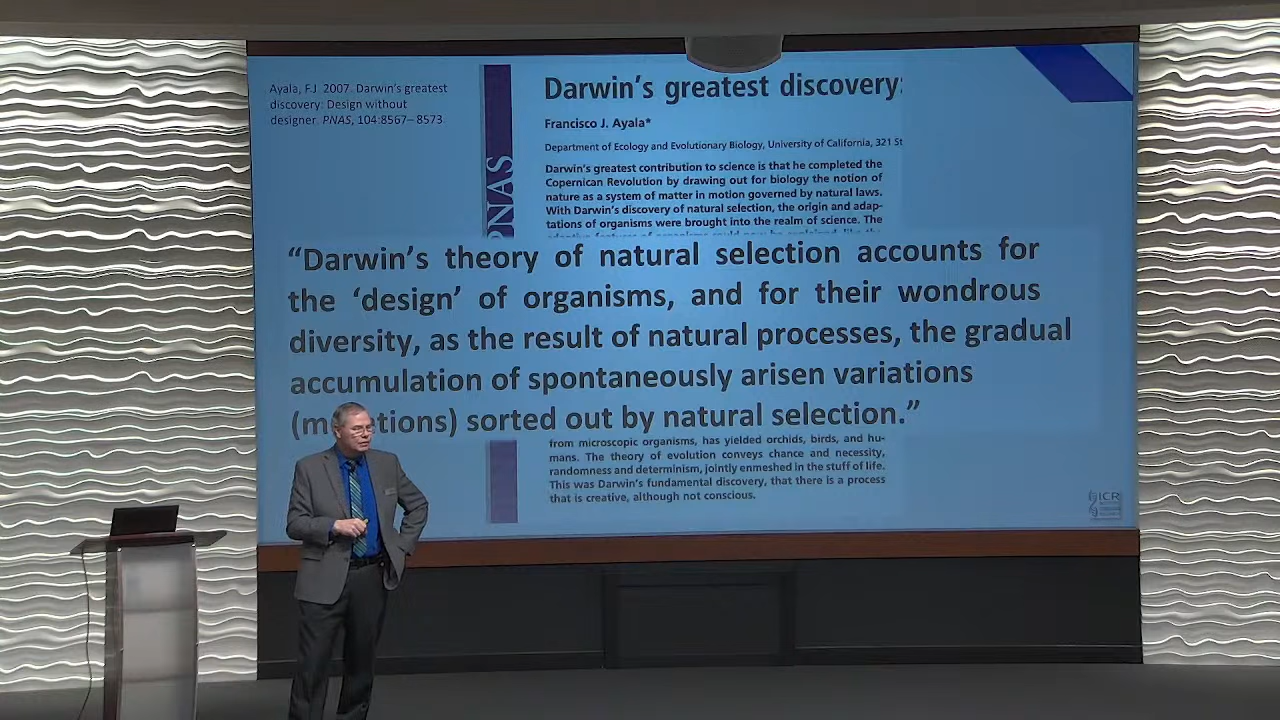 Ayala, F.J. 2007. Darwin's greatest
discovery: Design without
designer. PNAS, 104:8567– 8573
PNAS
Darwin's greatest discovery:
Francisco J. Ayala*
Department of Ecology and Evolutionary Biology, University of California, 321 St
Darwin's greatest contribution to science is that he completed the
Copernican Revolution by drawing out for biology the notion of
nature as a system of matter in motion governed by natural laws.
With Darwin's discovery of natural selection, the origin and adap-
tations of organisms were brought into the realm of science. The
“Darwin's theory of natural selection accounts for
the ‘design’ of organisms, and for their wondrous
diversity, as the result of natural processes, the gradual
accumulation of spontaneously arisen variations
(m tions) sorted out by natural selection.”
from microscopic organisms, has yielded orchids, birds, and hu-
mans. The theory of evolution conveys chance and necessity,
randomness and determinism, jointly enmeshed in the stuff of life.
This was Darwin's fundamental discovery, that there is a process
that is creative, although not conscious.
ICR